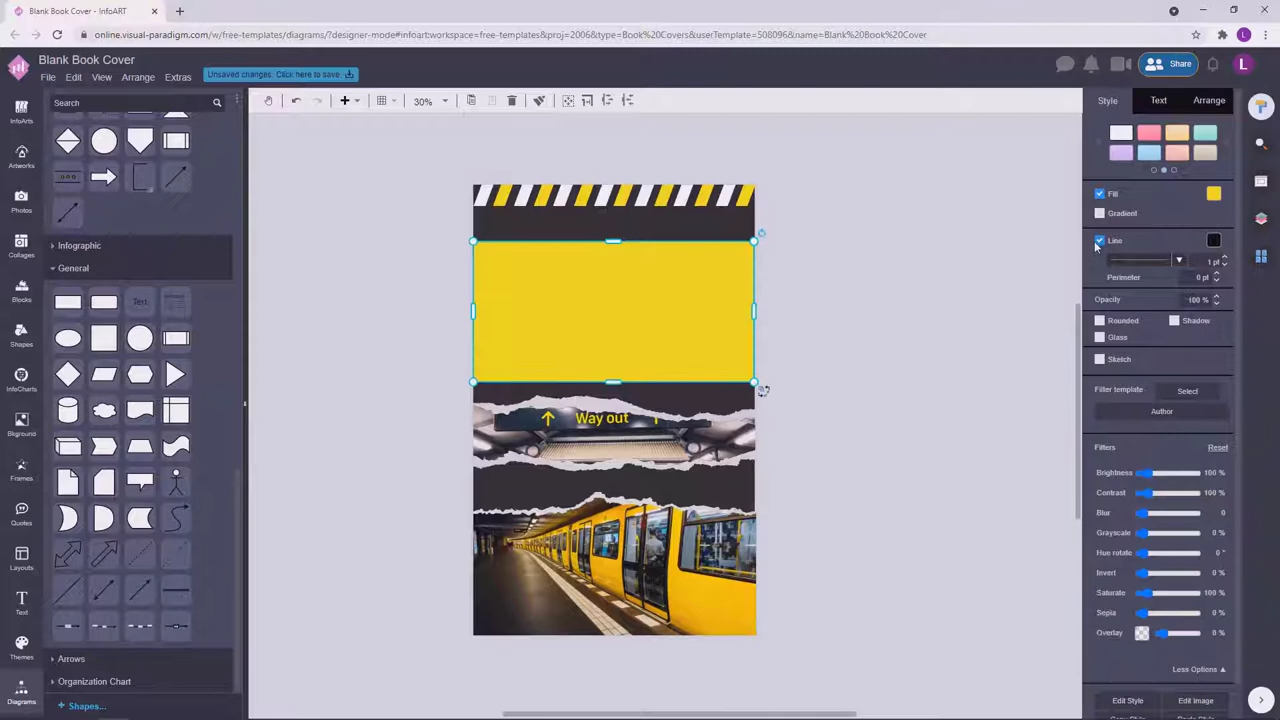 Blank Book Cover - InfoART
online.visual-paradigm.com/w/free-templates/diagrams/?designer-mode#infoart:workspace=free-templates&proj=2006&type=Book%20Covers&userTemplate=508096&name=Blank%20Book%20Cover
Blank Book Cover
File Edit View Arrange Extras
Unsaved changes. Click here to save.
Share
L
Search
30%
Style Text Arrange
InfoArts
Artworks
Photos
Collages
Blocks
Shapes
InfoCharts
Bkground
Frames
Quotes
Layouts
Text
Themes
Diagrams
Infographic
General
Text
Arrows
Organization Chart
+ Shapes...
Way out
Fill
Gradient
Line
1 pt
Perimeter 0 pt
Opacity 100 %
Rounded Shadow
Glass
Sketch
Filter template Select
Author
Filters Reset
Brightness 100 %
Contrast 100 %
Blur 0
Grayscale 0 %
Hue rotate 0 °
Invert 0 %
Saturate 100 %
Sepia 0 %
Overlay 0 %
Less Options
Edit Style Edit Image